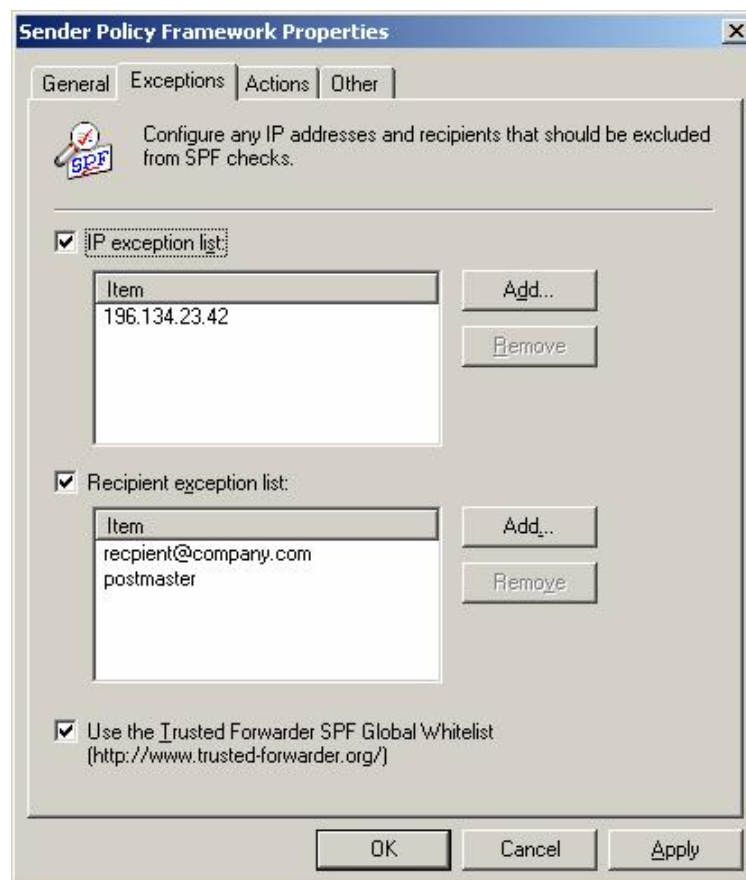 Sender Policy Framework Properties
General Exceptions Actions Other
SPF
Configure any IP addresses and recipients that should be excluded
from SPF checks.
IP exception list:
Item
196.134.23.42
Add...
Remove
Recipient exception list:
Item
recpient@company.com
postmaster
Add...
Remove
Use the Trusted Forwarder SPF Global Whitelist
(http://www.trusted-forwarder.org/)
OK Cancel Apply